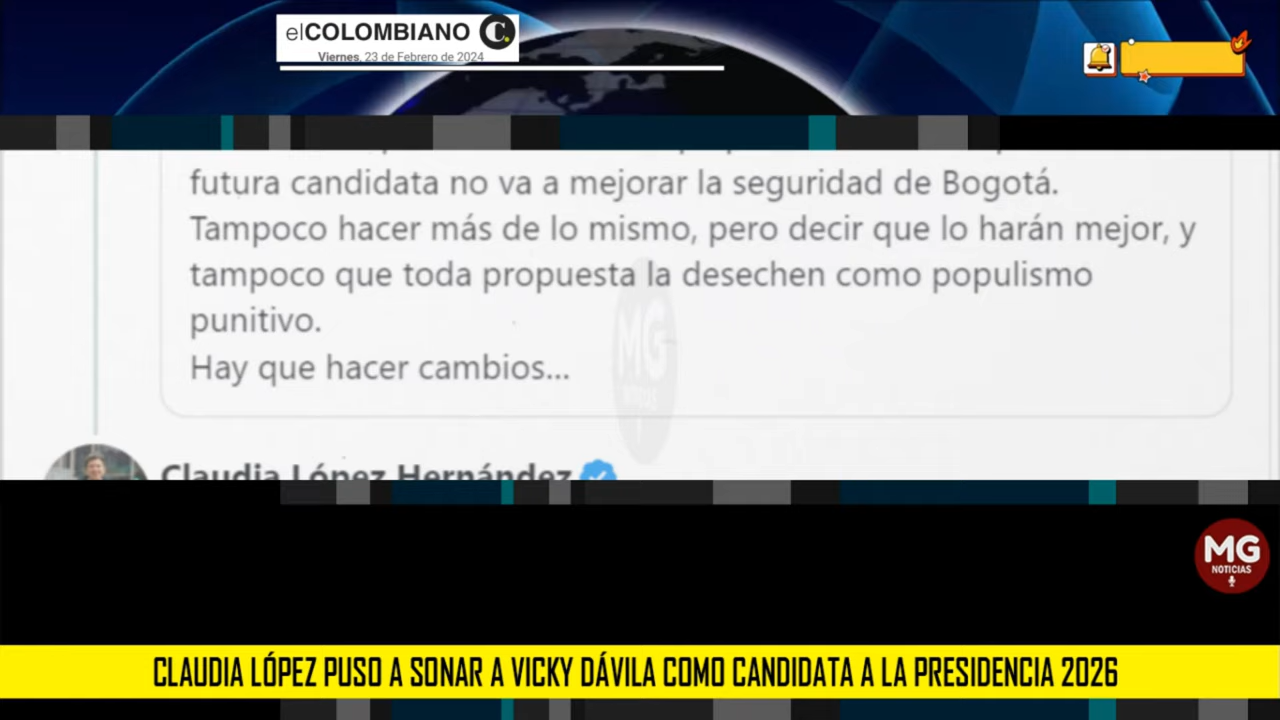 elCOLOMBIANO C.
Viernes, 23 de Febrero de 2024
futura candidata no va a mejorar la seguridad de Bogotá.
Tampoco hacer más de lo mismo, pero decir que lo harán mejor, y
tampoco que toda propuesta la desechen como populismo
punitivo.
Hay que hacer cambios...
MG
NOTICIAS
Claudia López Hernández
MG
NOTICIAS
CLAUDIA LÓPEZ PUSO A SONAR A VICKY DÁVILA COMO CANDIDATA A LA PRESIDENCIA 2026